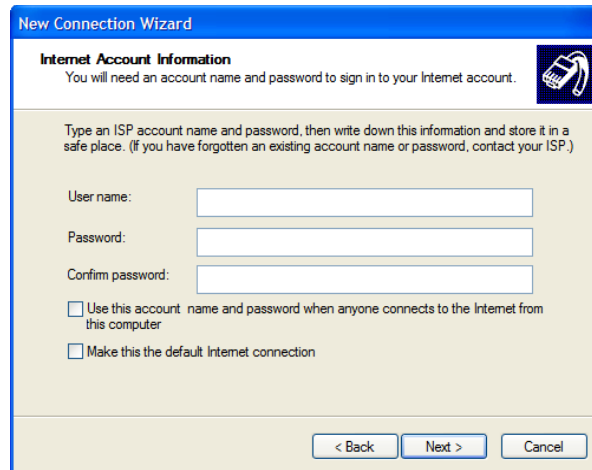 New Connection Wizard
Internet Account Information
You will need an account name and password to sign in to your Internet account.
Type an ISP account name and password, then write down this information and store it in a
safe place. (If you have forgotten an existing account name or password, contact your ISP.)
User name:
Password:
Confirm password:
Use this account name and password when anyone connects to the Internet from
this computer
Make this the default Internet connection
< Back Next > Cancel